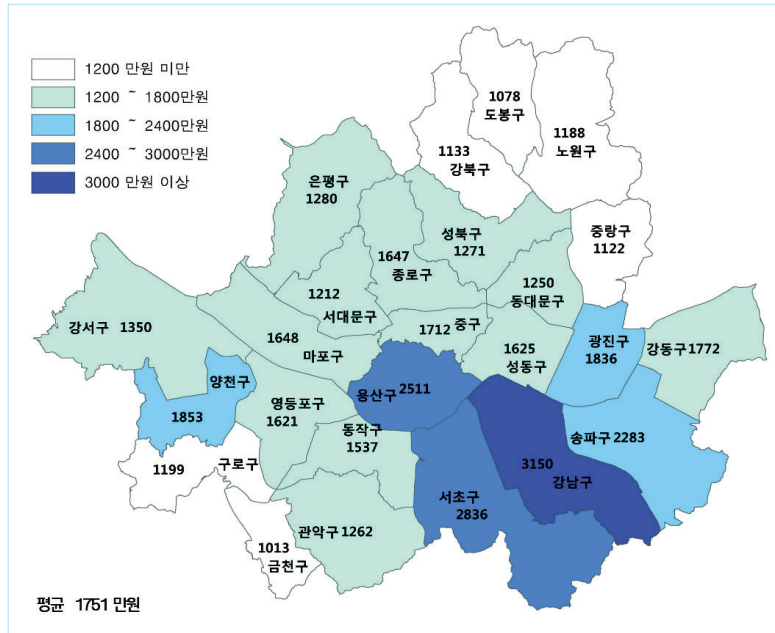 1200 만원 미만
1200 ~ 1800만원
1800 ~ 2400만원
2400 ~ 3000만원
3000 만원 이상
1078
도봉구
1188
노원구
1133
강북구
은평구
1280
성북구
1271
중랑구
1122
1647
종로구
1250
동대문구
1212
서대문구
강서구 1350
1712 중구
광진구
1836
강동구1772
1648
마포구
1625
성동구
양천구
1853
용산구 2511
영등포구
1621
동작구
1537
송파구 2283
1199
구로구
3150
강남구
서초구
2836
관악구 1262
1013
금천구
평균 1751 만원